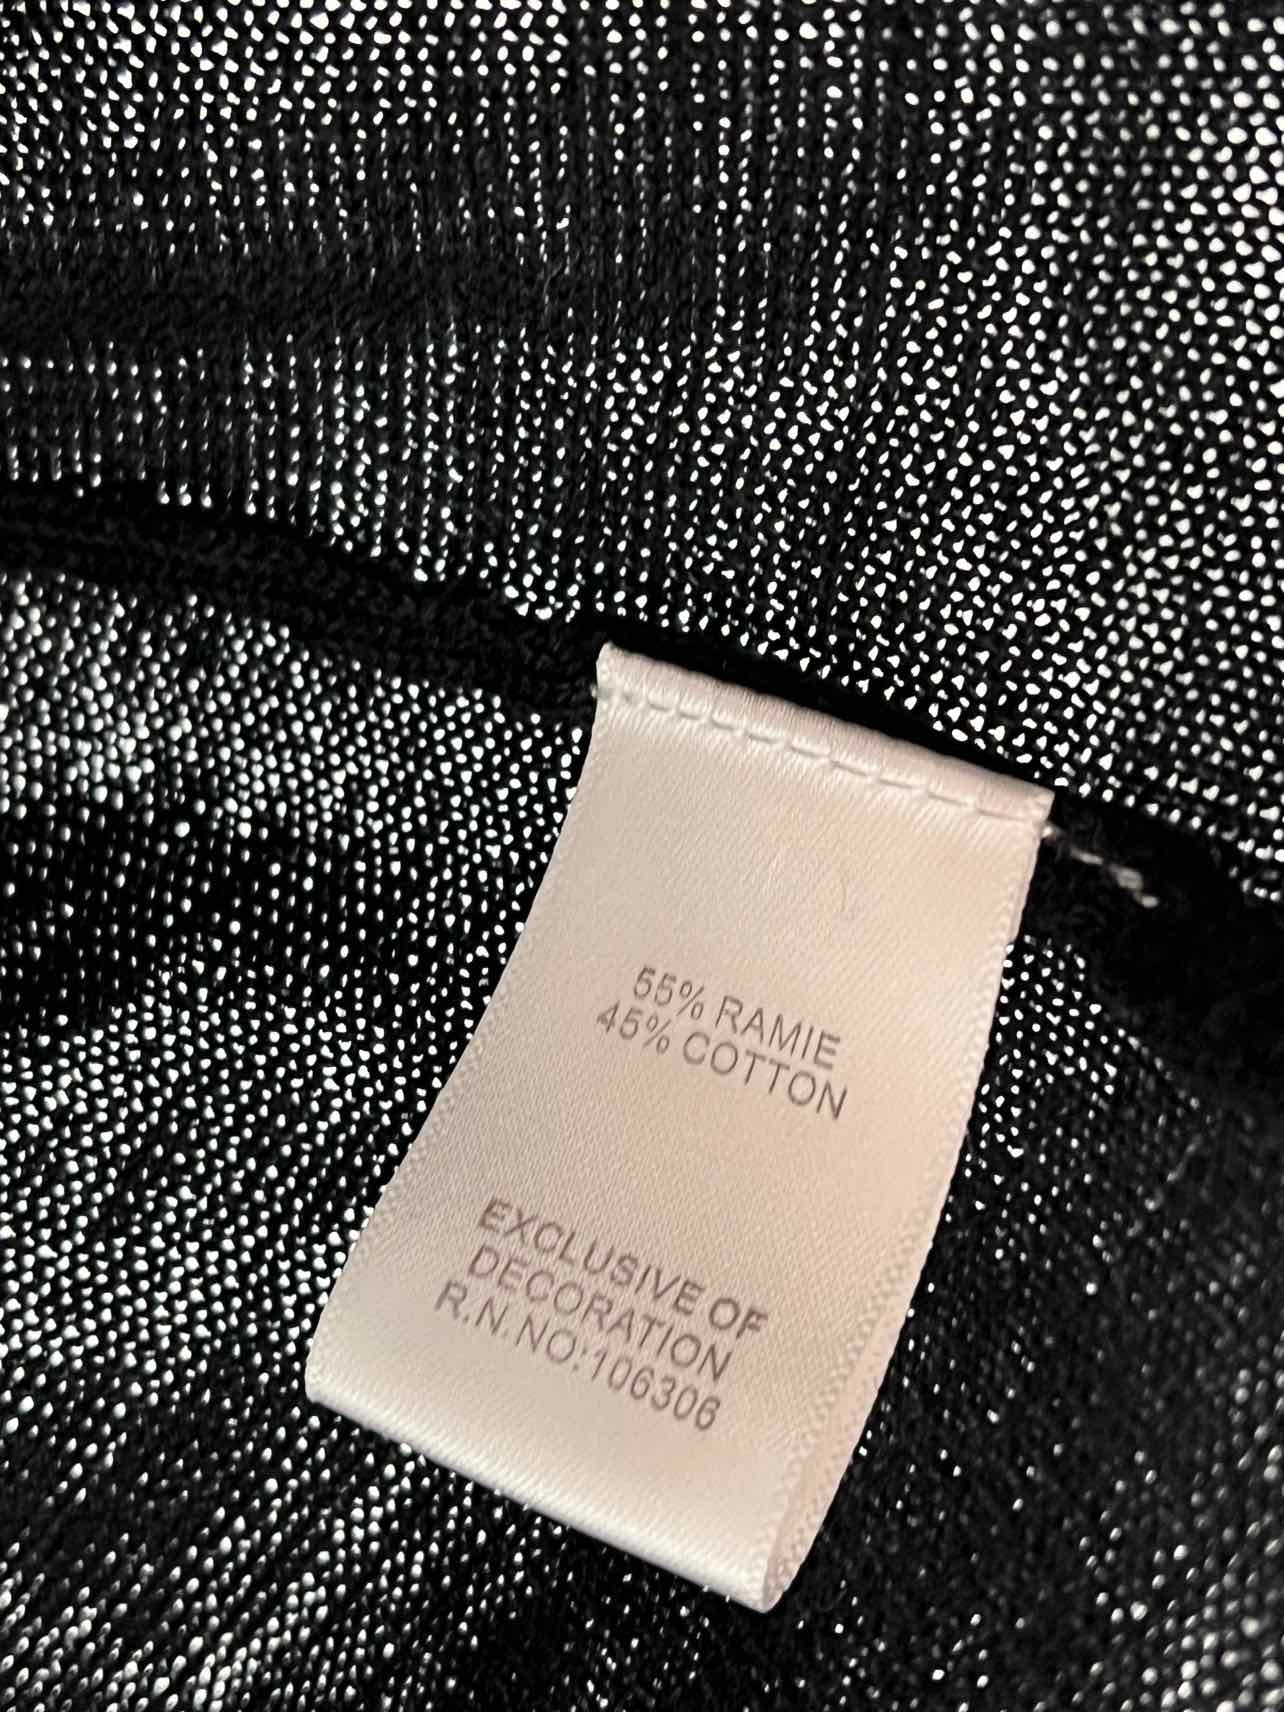 55% RAMIE
45% COTTON
EXCLUSIVE OF
DECORATION
R.N.NO:106306